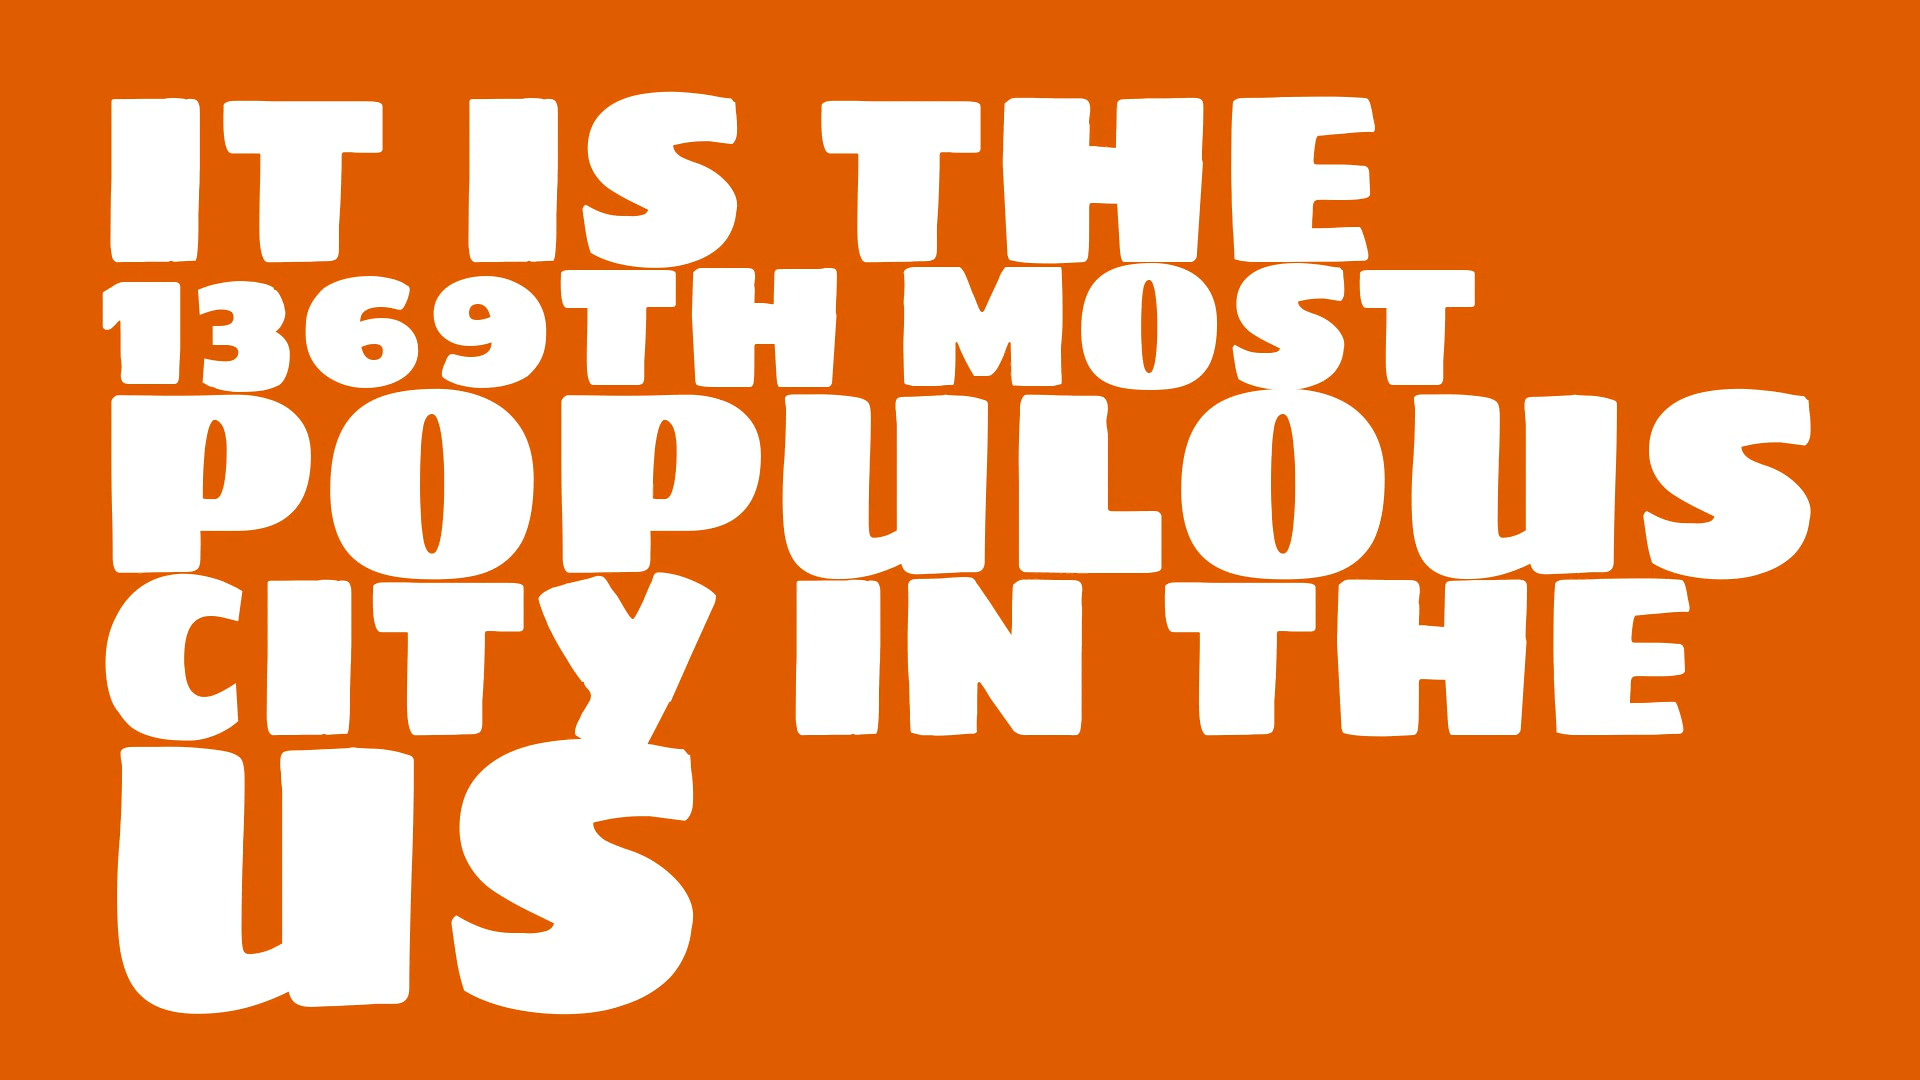 IT IS THE
1369TH MOST
POPULOUS
CITY IN THE
US